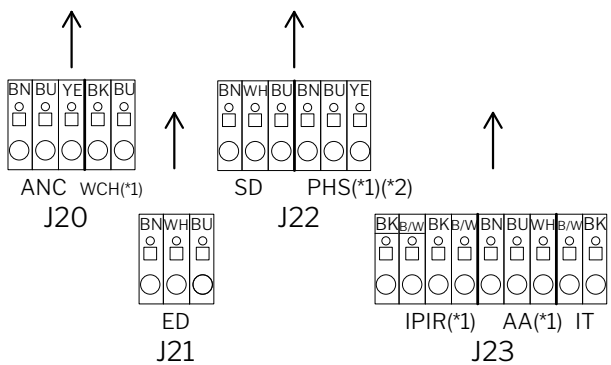 BN BU YE BK BU
ANC WCH(*1)
J20
BN WH BU BN BU YE
SD PHS(*1)(*2)
J22
BN WH BU
ED
J21
BK B/W BK B/W BN BU WH B/W BK
IPIR(*1) AA(*1) IT
J23